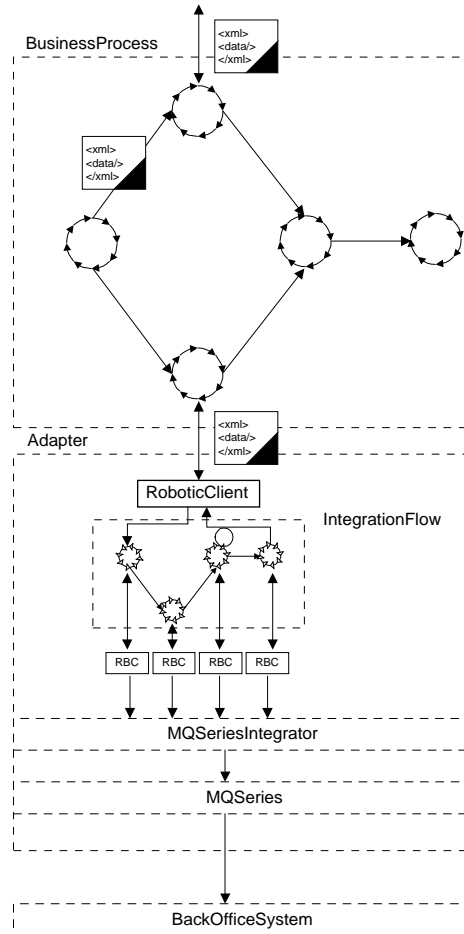 <xml>
<data/>
</xml>
BusinessProcess
<xml>
<data/>
</xml>
<xml>
<data/>
</xml>
Adapter
RoboticClient
IntegrationFlow
RBC RBC RBC RBC
MQSeriesIntegrator
MQSeries
BackOfficeSystem